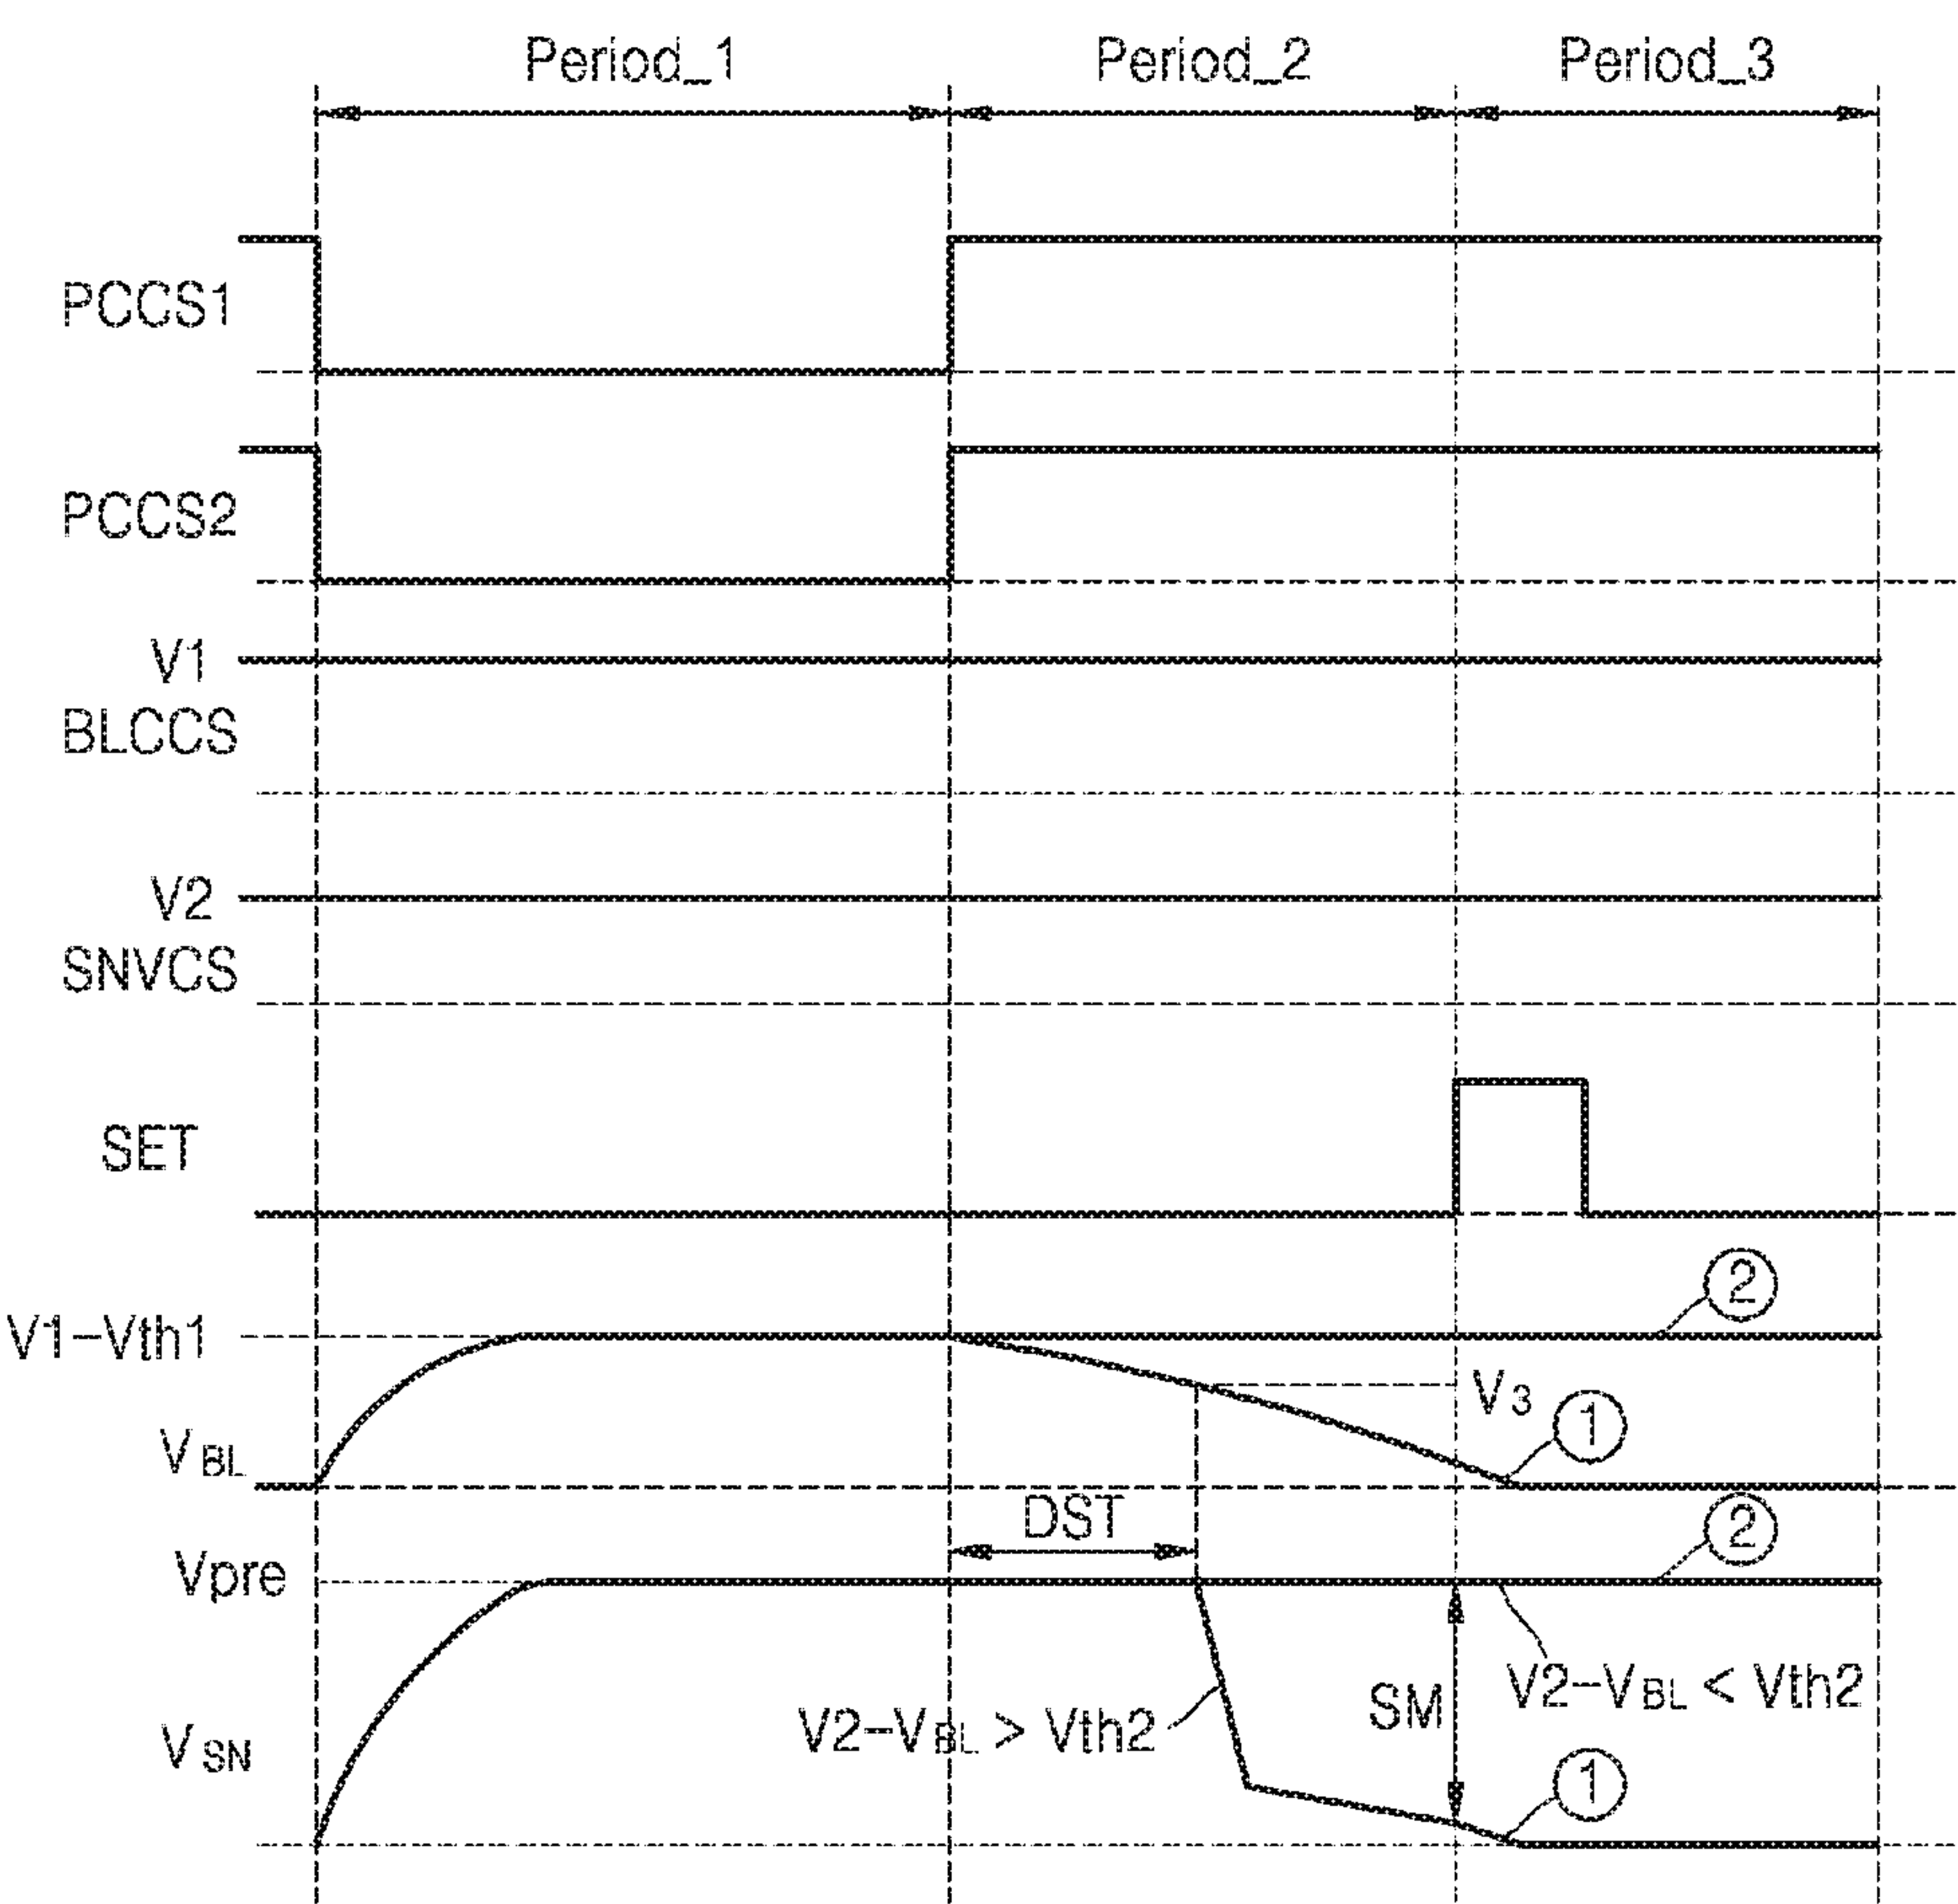 Period_1 Period_2 Period_3
PCCS1
PCCS2
V1
BLCCS
V2
SNVCS
SET
2
V1-Vth1
V3 1
VBL
DST
2
Vpre
V2-VBL < Vth2
SM
V2-VBL > Vth2
VSN
1